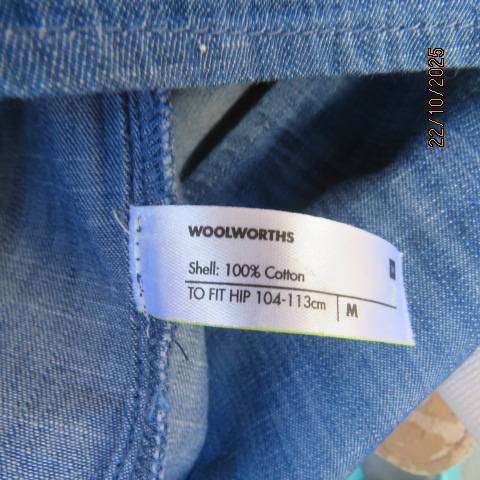 22/10/2025
WOOLWORTHS
Shell: 100% Cotton
TO FIT HIP 104-113cm M